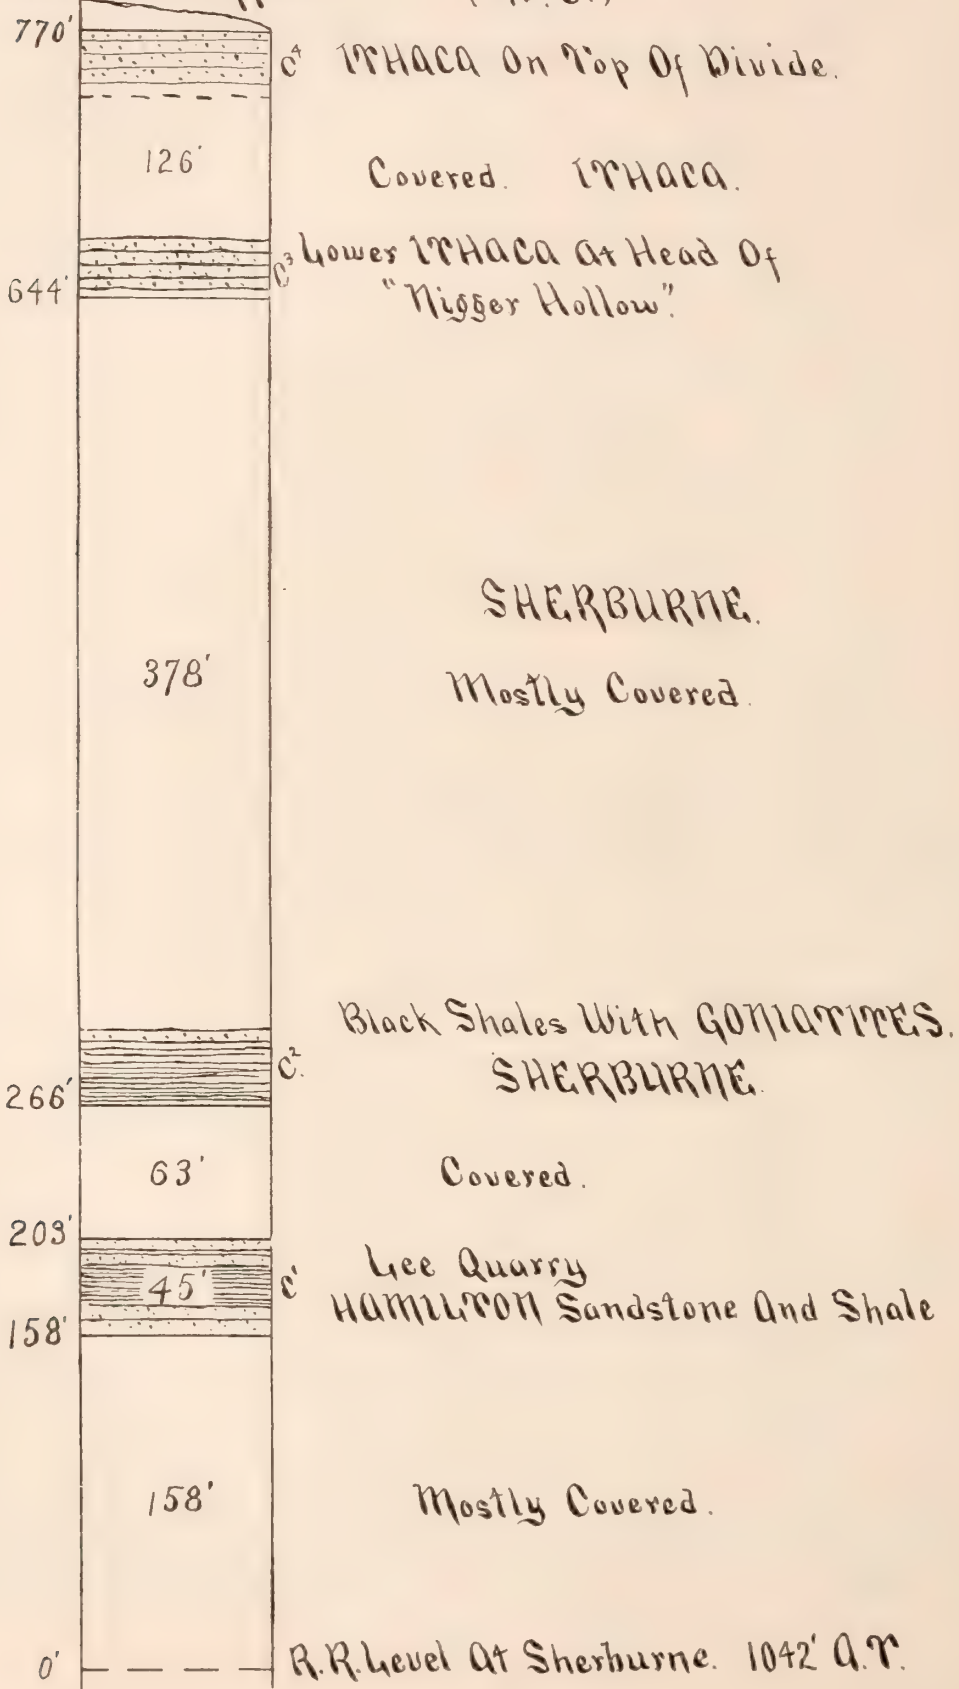 770'
C⁴ ITHACA On Top Of Divide.
126' Covered. ITHACA.
C³ Lower ITHACA At Head Of
644' "Nigger Hollow".
SHERBURNE.
378' Mostly Covered.
Black Shales With GONIATITES.
C². SHERBURNE.
266'
63' Covered.
203'
Lee Quarry
45' C¹ HAMILTON Sandstone And Shale
158'
158' Mostly Covered.
0' R.R. Level At Sherburne. 1042' A.T.